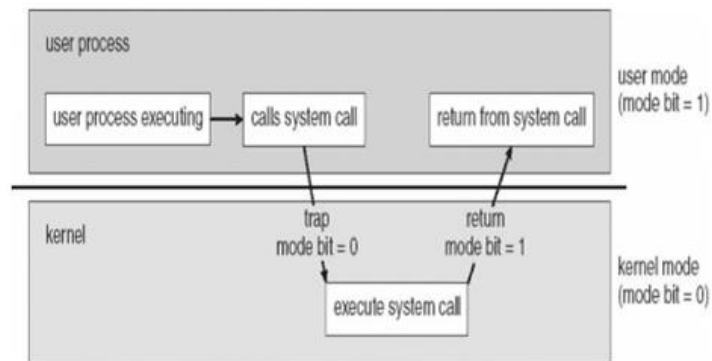 user process
user process executing
calls system call
return from system call
user mode
(mode bit = 1)
trap
mode bit = 0
return
mode bit = 1
kernel
execute system call
kernel mode
(mode bit = 0)